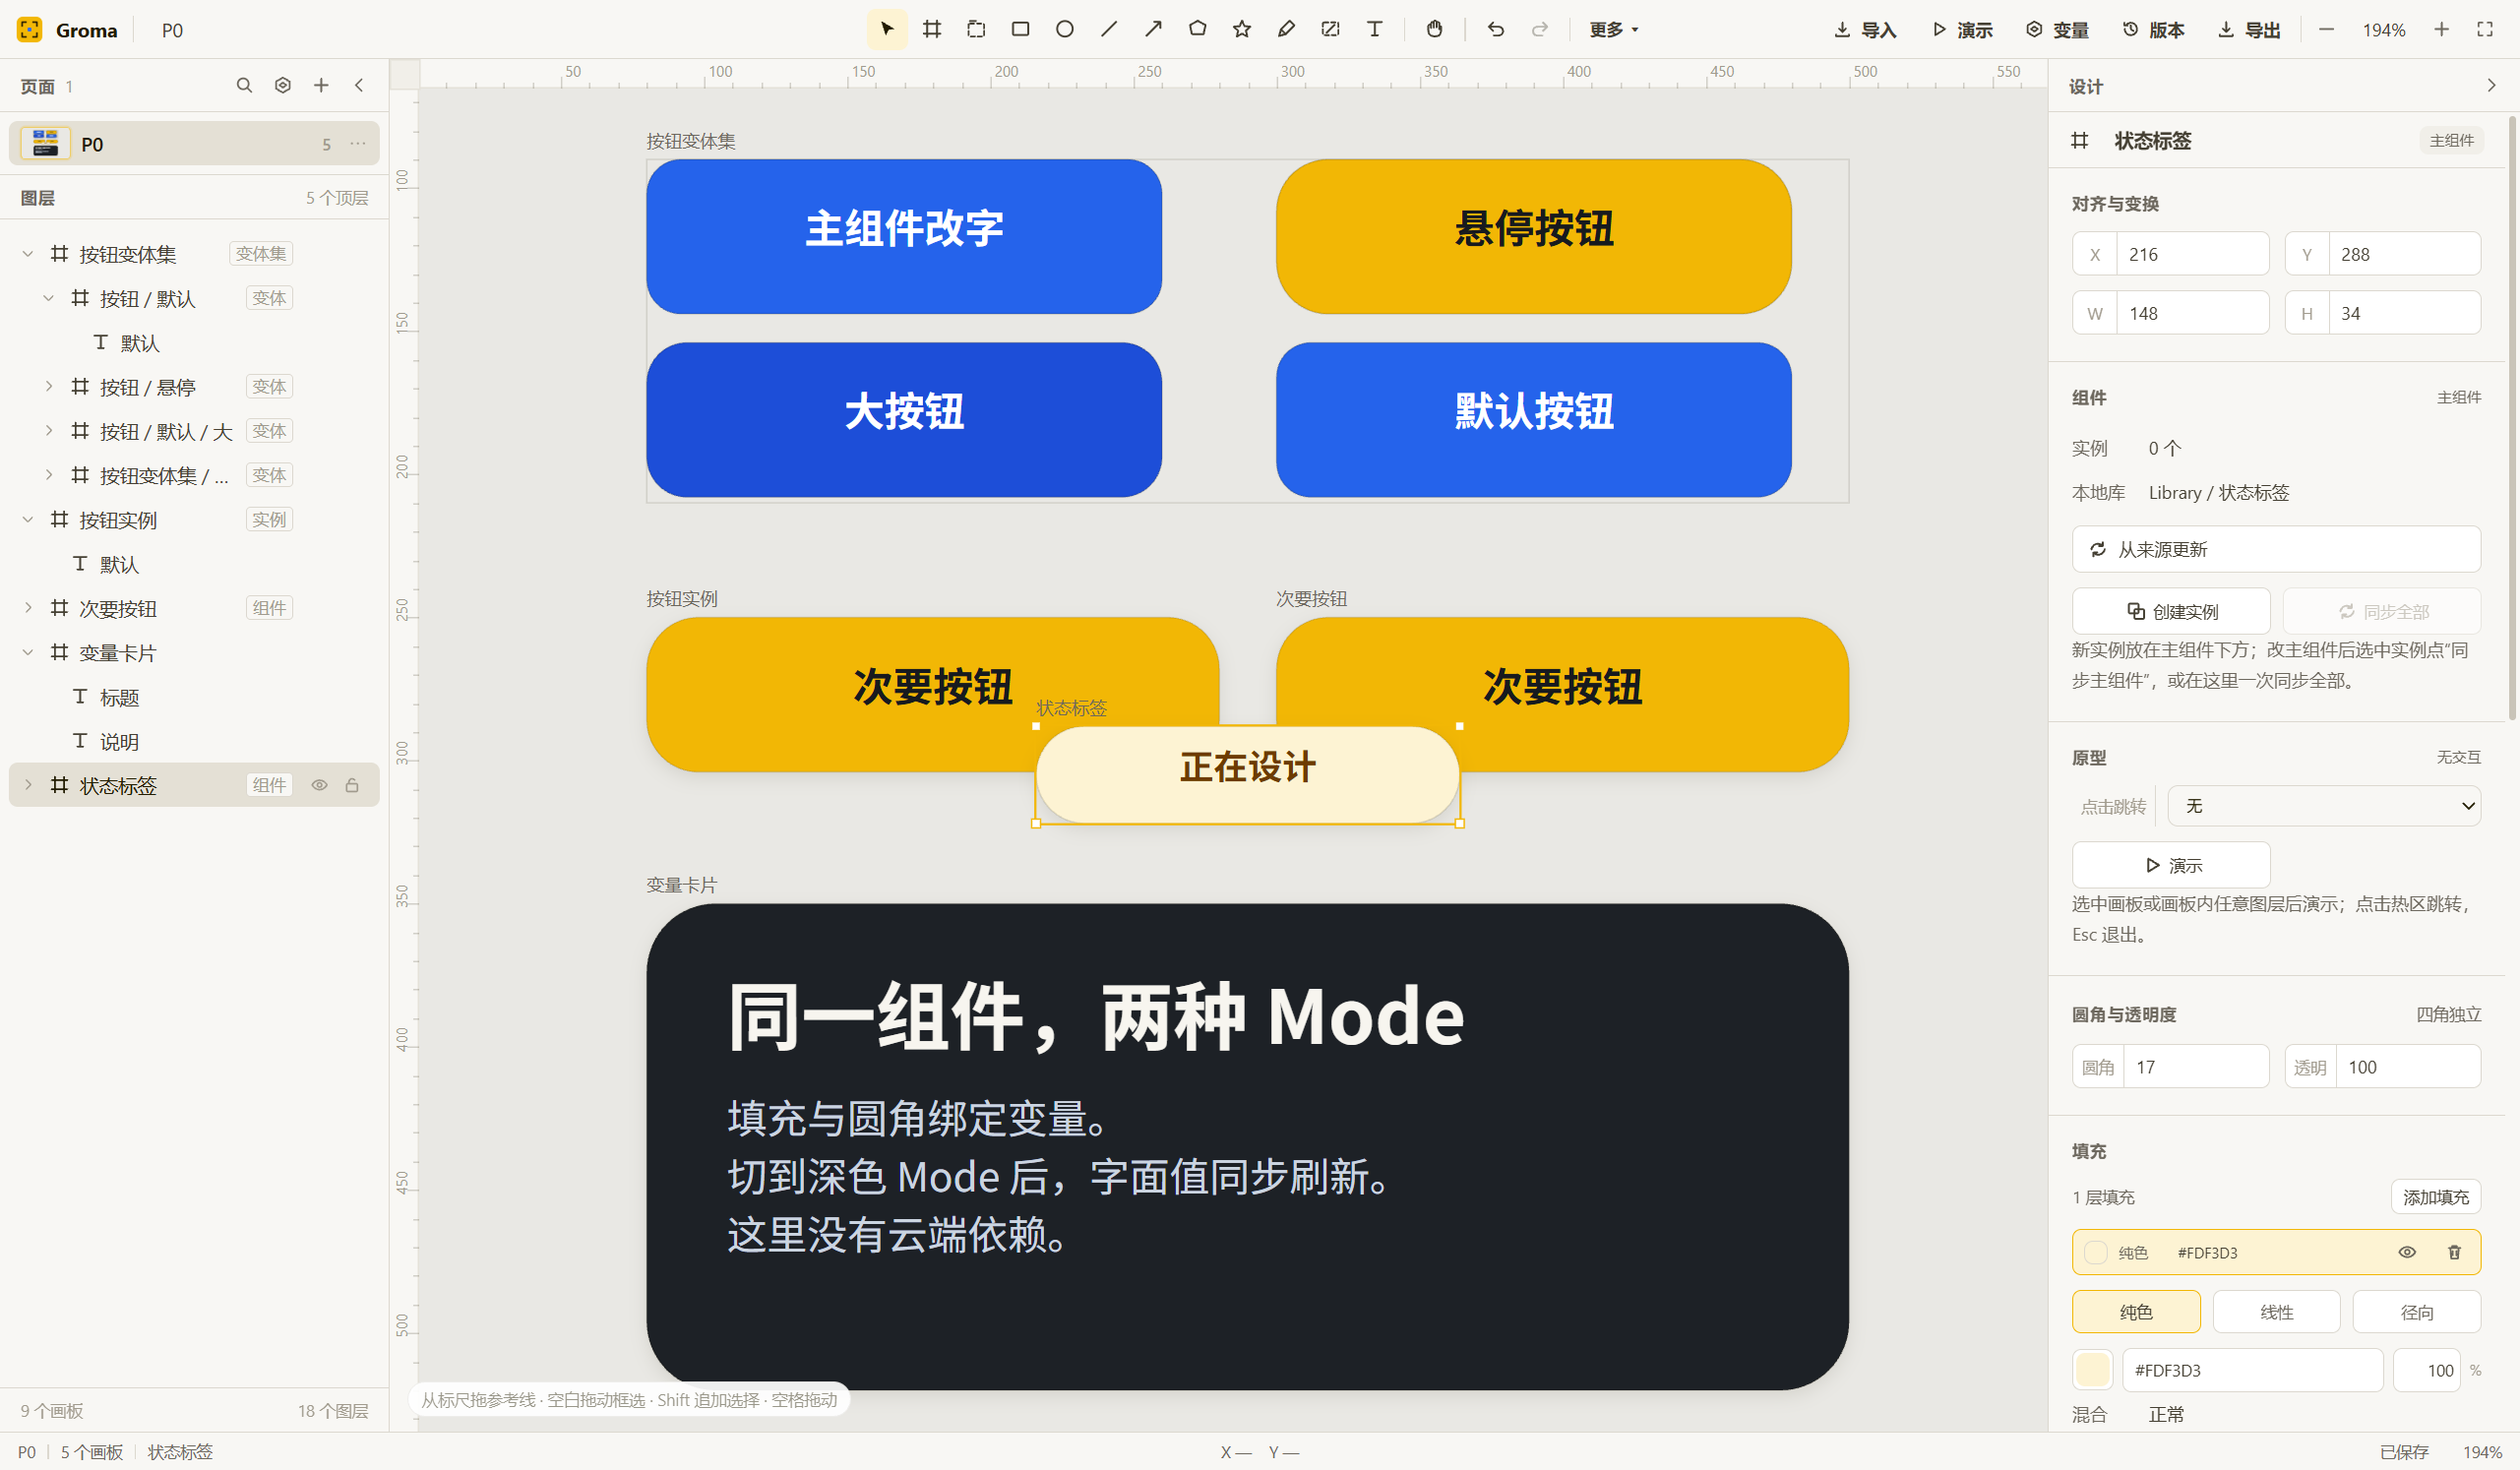 Groma
P0
更多
导入
演示
变量
版本
导出
194%
页面 1
P0 5
图层 5 个顶层
按钮变体集 变体集
按钮 / 默认 变体
默认
按钮 / 悬停 变体
按钮 / 默认 / 大 变体
按钮变体集 / ... 变体
按钮实例 实例
默认
次要按钮 组件
变量卡片
标题
说明
状态标签 组件
9 个画板 18 个图层
50 100 150 200 250 300 350 400 450 500 550
100
150
200
250
300
350
400
450
500
按钮变体集
主组件改字
悬停按钮
大按钮
默认按钮
按钮实例
次要按钮
次要按钮
次要按钮
状态标签
正在设计
变量卡片
同一组件，两种 Mode
填充与圆角绑定变量。
切到深色 Mode 后，字面值同步刷新。
这里没有云端依赖。
从标尺拖参考线 · 空白拖动框选 · Shift 追加选择 · 空格拖动
设计
状态标签 主组件
对齐与变换
X 216 Y 288
W 148 H 34
组件 主组件
实例 0 个
本地库 Library / 状态标签
从来源更新
创建实例 同步全部
新实例放在主组件下方；改主组件后选中实例点“同
步主组件”，或在这里一次同步全部。
原型 无交互
点击跳转 无
演示
选中画板或画板内任意图层后演示；点击热区跳转，
Esc 退出。
圆角与透明度 四角独立
圆角 17 透明 100
填充
1 层填充 添加填充
纯色 #FDF3D3
纯色 线性 径向
#FDF3D3 100 %
混合 正常
P0 5 个画板 状态标签
X — Y —
已保存 194%